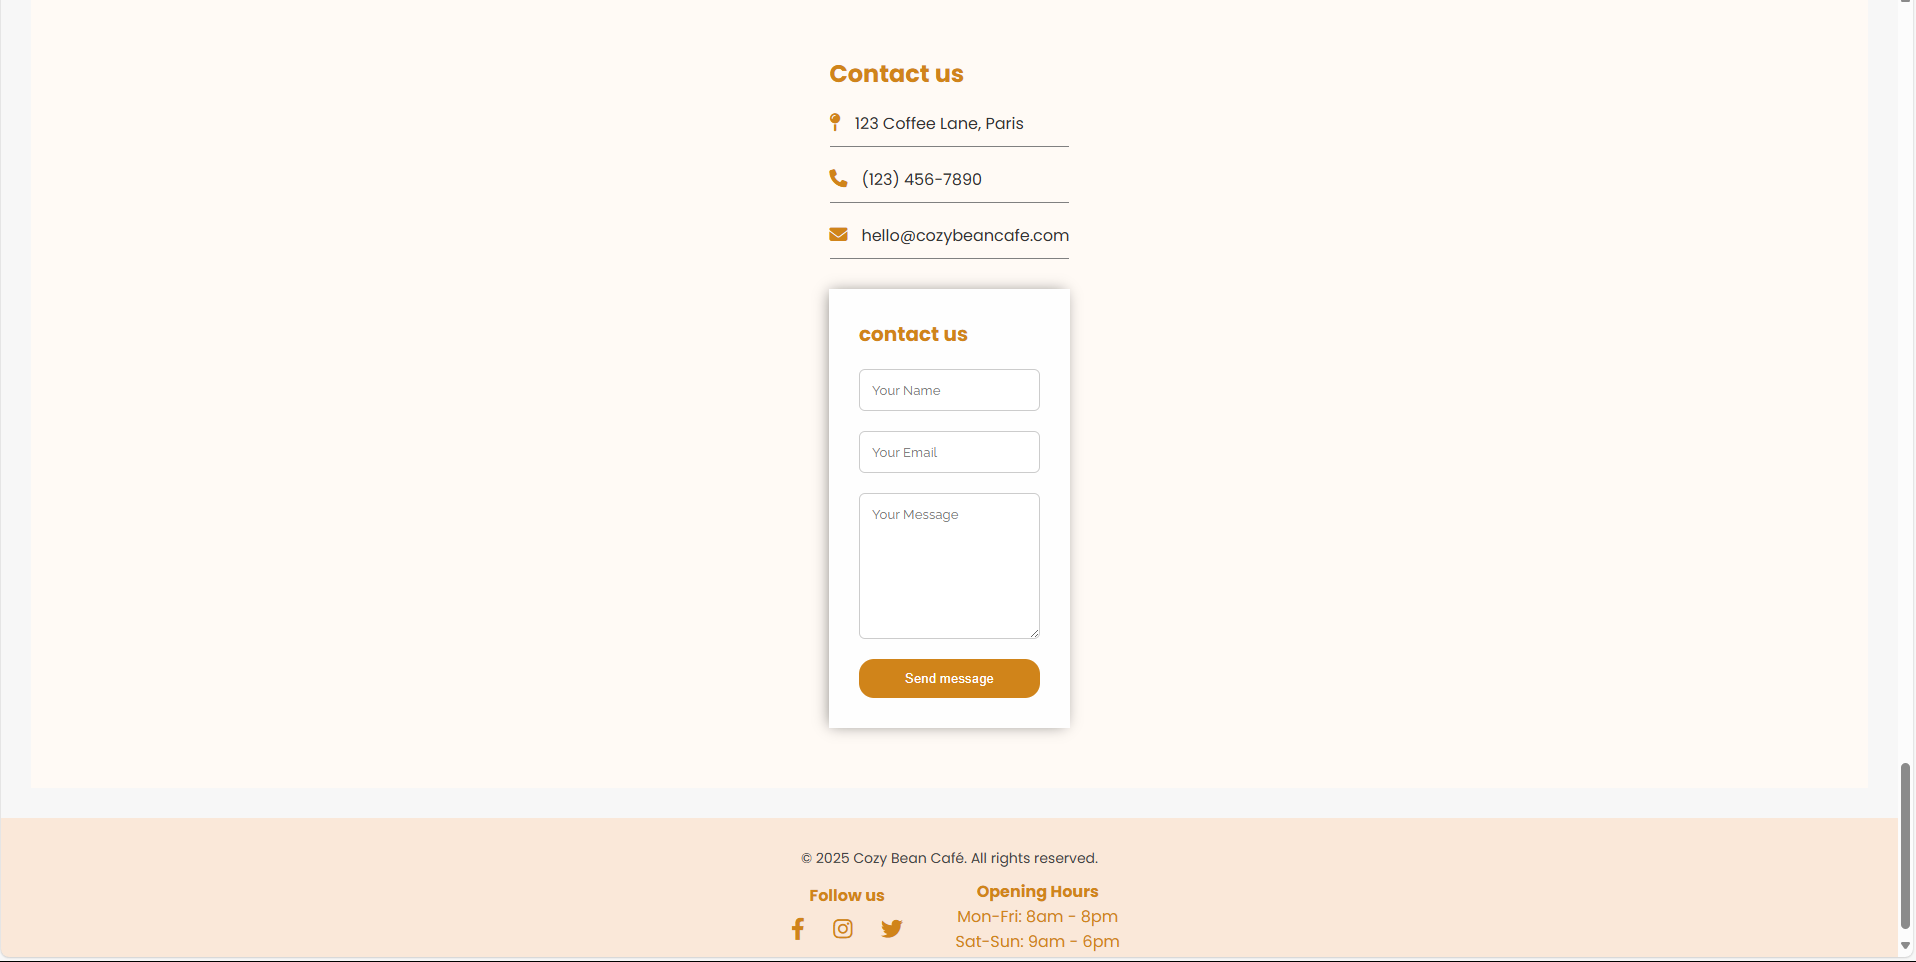 Contact us
123 Coffee Lane, Paris
(123) 456-7890
hello@cozybeancafe.com
contact us
Your Name
Your Email
Your Message
Send message
© 2025 Cozy Bean Café. All rights reserved.
Follow us
Opening Hours
Mon-Fri: 8am - 8pm
Sat-Sun: 9am - 6pm